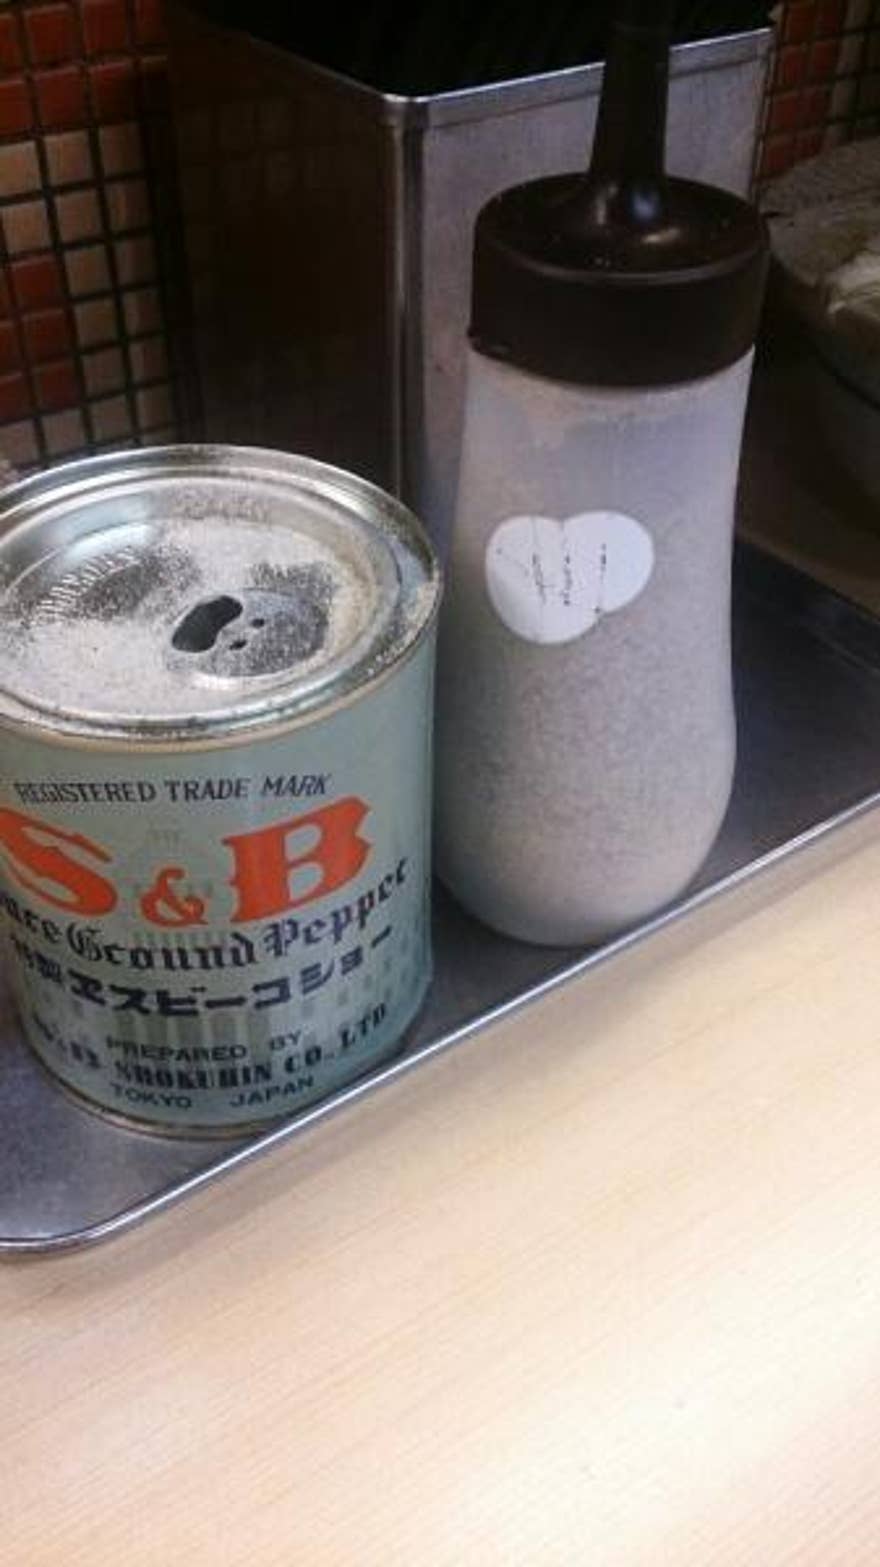 REGISTERED TRADE MARK
S&B
Pure Ground Pepper
特製ヱスビーコショー
PREPARED BY
S&B SHOKUHIN CO., LTD
TOKYO JAPAN